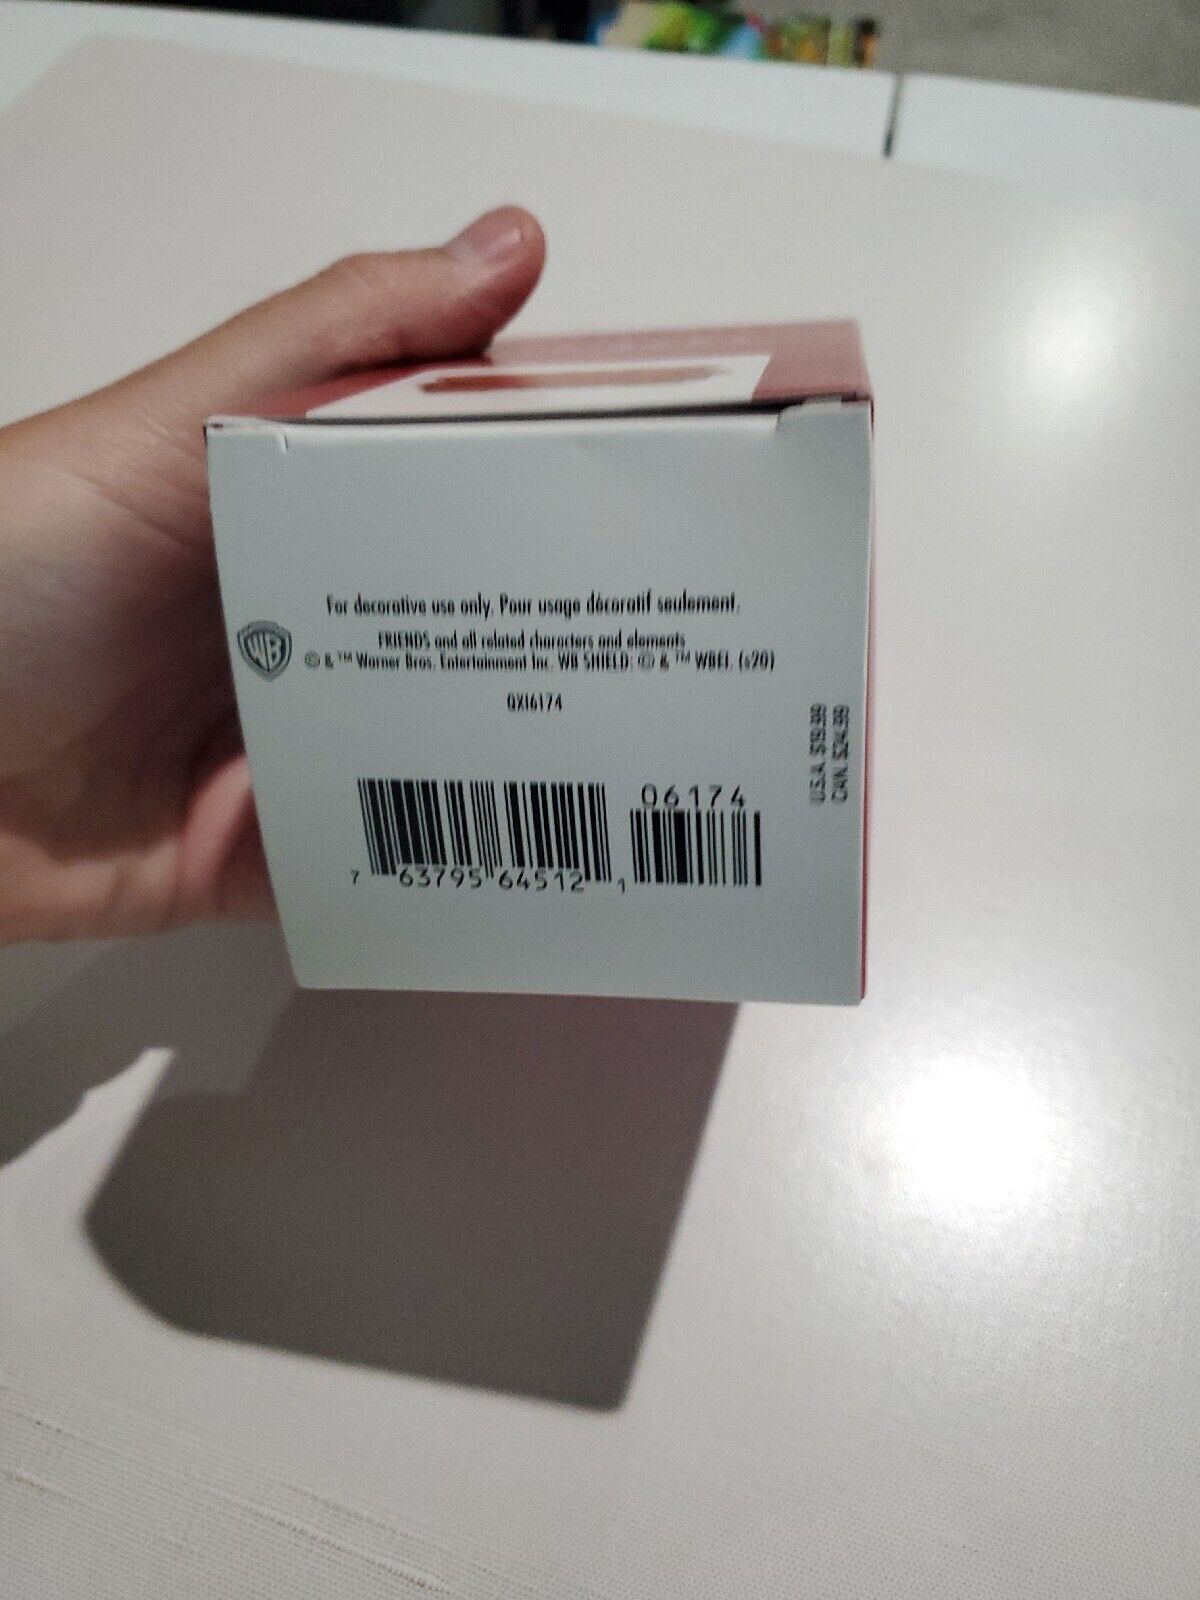 For decorative use only. Pour usage décoratif seulement.
WB
FRIENDS and all related characters and elements
© & ™ Warner Bros. Entertainment Inc. WB SHIELD: © & ™ WBEI. (s20)
QXI6174
U.S.A. $19.99
CAN. $24.99
06174
7 63795 64512 1